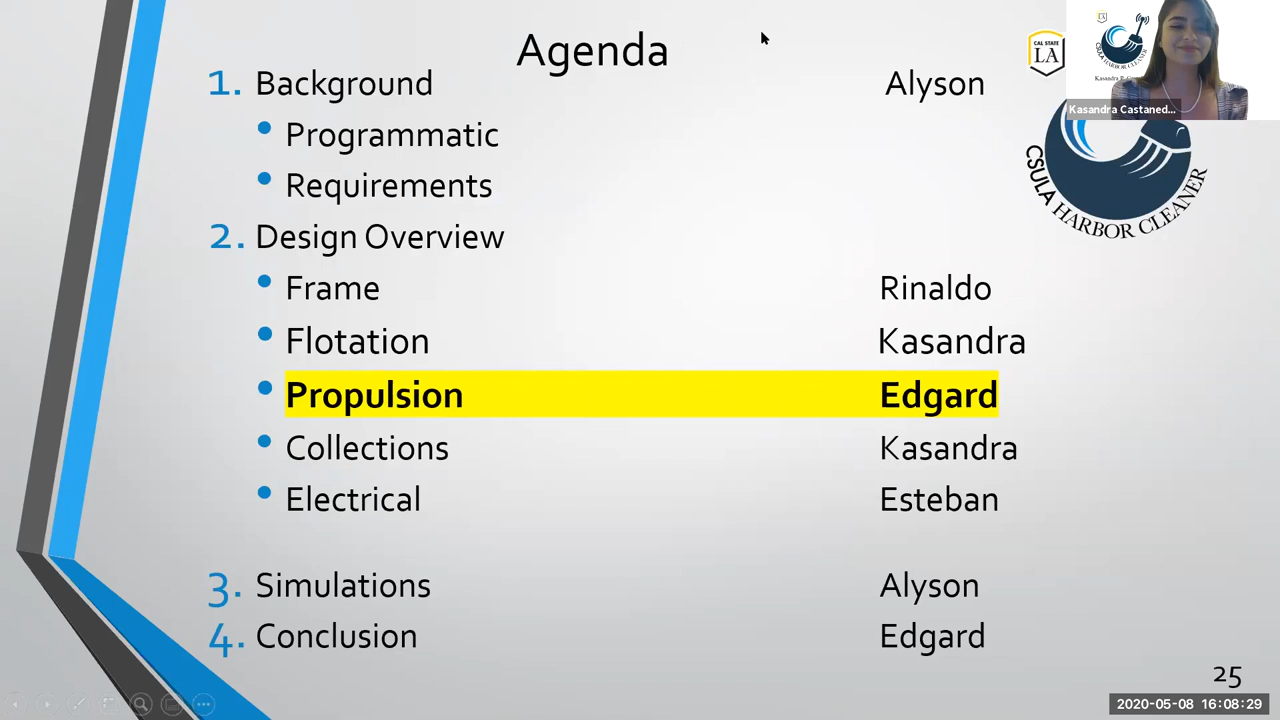 Agenda
1. Background Alyson
• Programmatic
• Requirements
2. Design Overview
• Frame Rinaldo
• Flotation Kasandra
• Propulsion Edgard
• Collections Kasandra
• Electrical Esteban
3. Simulations Alyson
4. Conclusion Edgard
CAL STATE
LA
CSULA HARBOR CLEANER
Kasandra Castaned...
25
2020-05-08 16:08:29